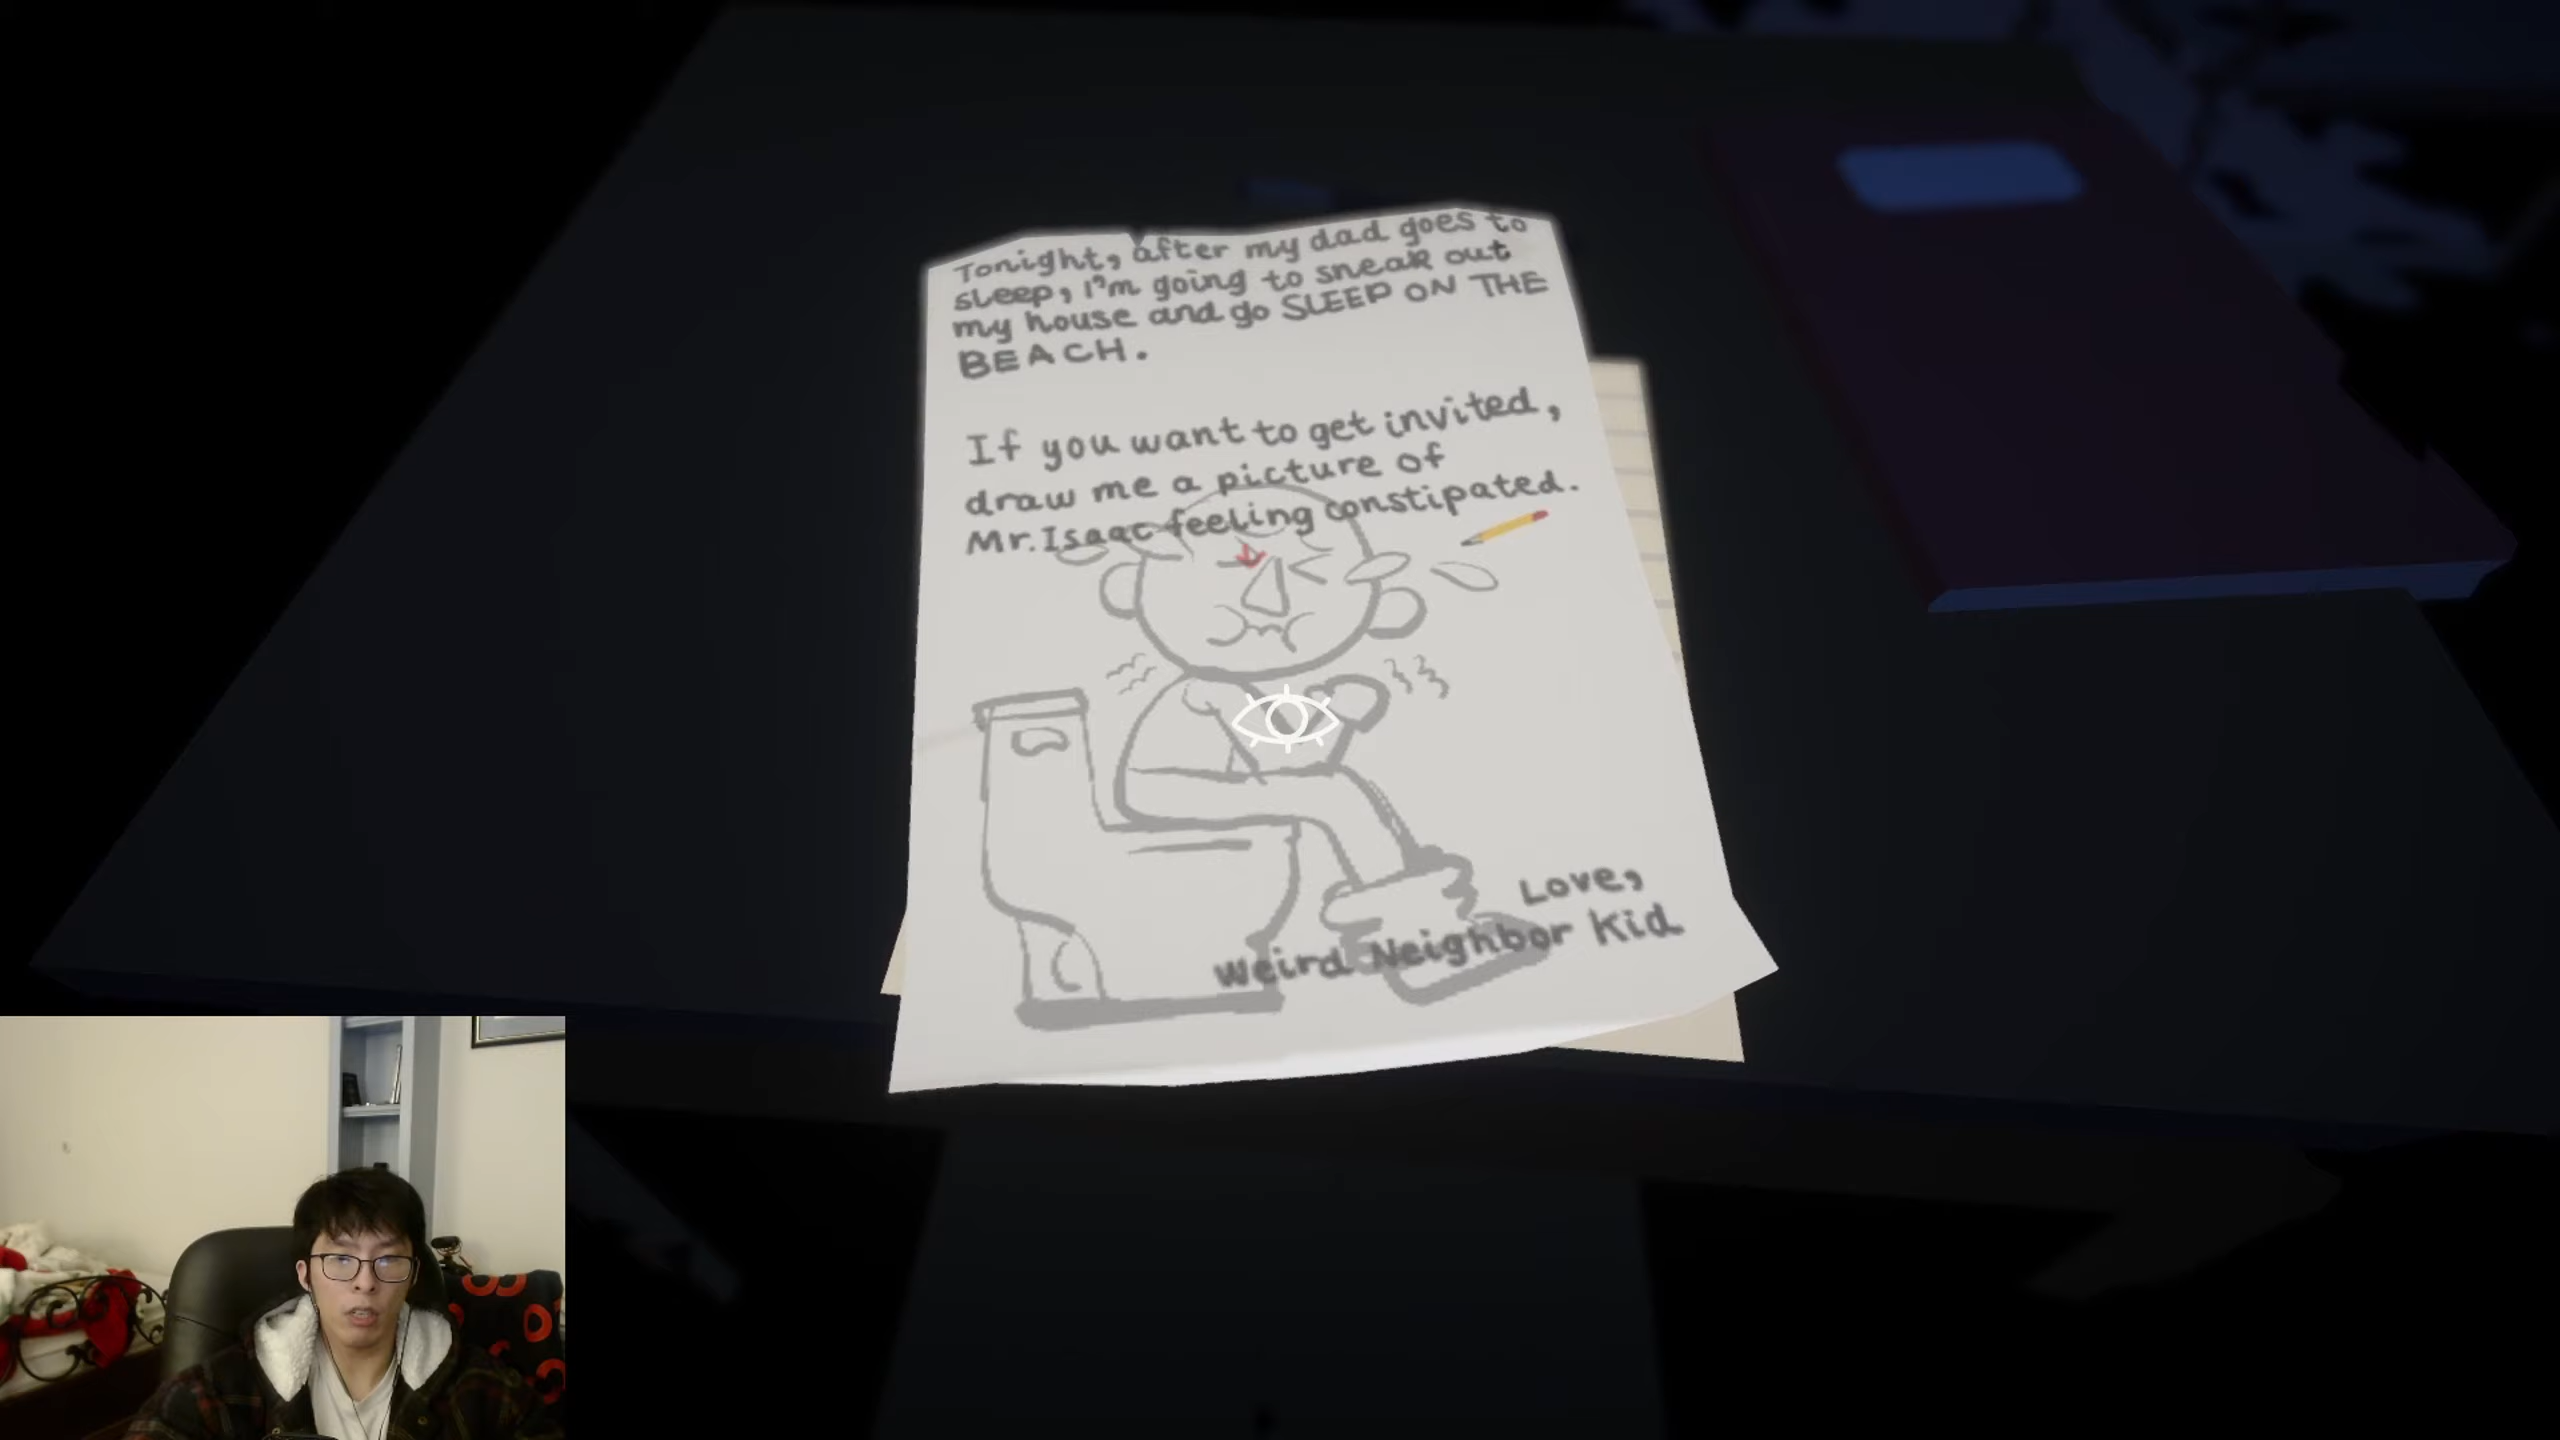 Tonight, after my dad goes to
sleep, I'm going to sneak out
my house and go SLEEP ON THE
BEACH.
If you want to get invited,
draw me a picture of
Mr. Isaac feeling constipated.
Love,
Weird Neighbor Kid